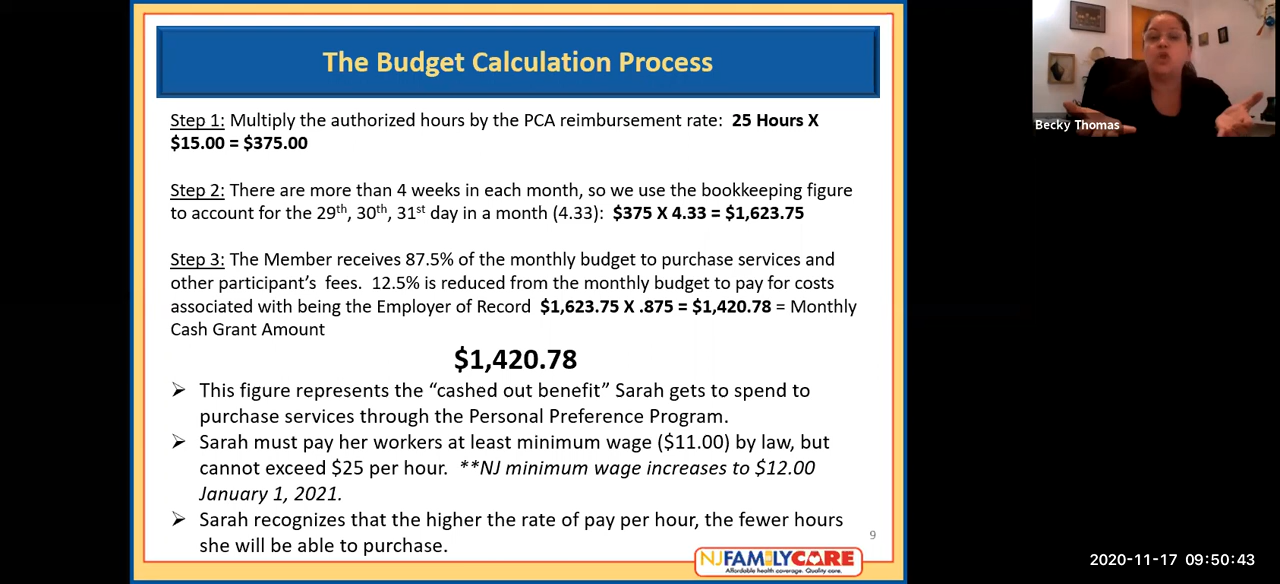 The Budget Calculation Process
Step 1: Multiply the authorized hours by the PCA reimbursement rate: 25 Hours X
$15.00 = $375.00
Step 2: There are more than 4 weeks in each month, so we use the bookkeeping figure
to account for the 29th, 30th, 31st day in a month (4.33): $375 X 4.33 = $1,623.75
Step 3: The Member receives 87.5% of the monthly budget to purchase services and
other participant’s fees. 12.5% is reduced from the monthly budget to pay for costs
associated with being the Employer of Record $1,623.75 X .875 = $1,420.78 = Monthly
Cash Grant Amount
$1,420.78
➢ This figure represents the “cashed out benefit” Sarah gets to spend to
purchase services through the Personal Preference Program.
➢ Sarah must pay her workers at least minimum wage ($11.00) by law, but
cannot exceed $25 per hour. **NJ minimum wage increases to $12.00
January 1, 2021.
➢ Sarah recognizes that the higher the rate of pay per hour, the fewer hours
she will be able to purchase.
9
NJFAMILYCARE
Affordable health coverage. Quality care.
Becky Thomas
2020-11-17 09:50:43